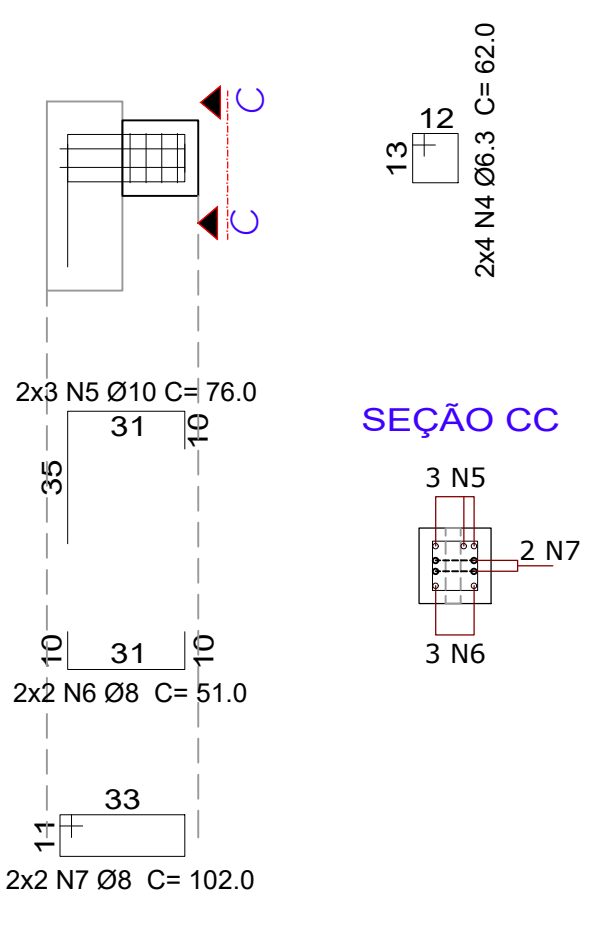 C
C
12
13
2x4 N4 Ø6.3 C= 62.0
2x3 N5 Ø10 C= 76.0
31
10
35
SEÇÃO CC
3 N5
2 N7
3 N6
10
31
10
2x2 N6 Ø8 C= 51.0
33
11
2x2 N7 Ø8 C= 102.0